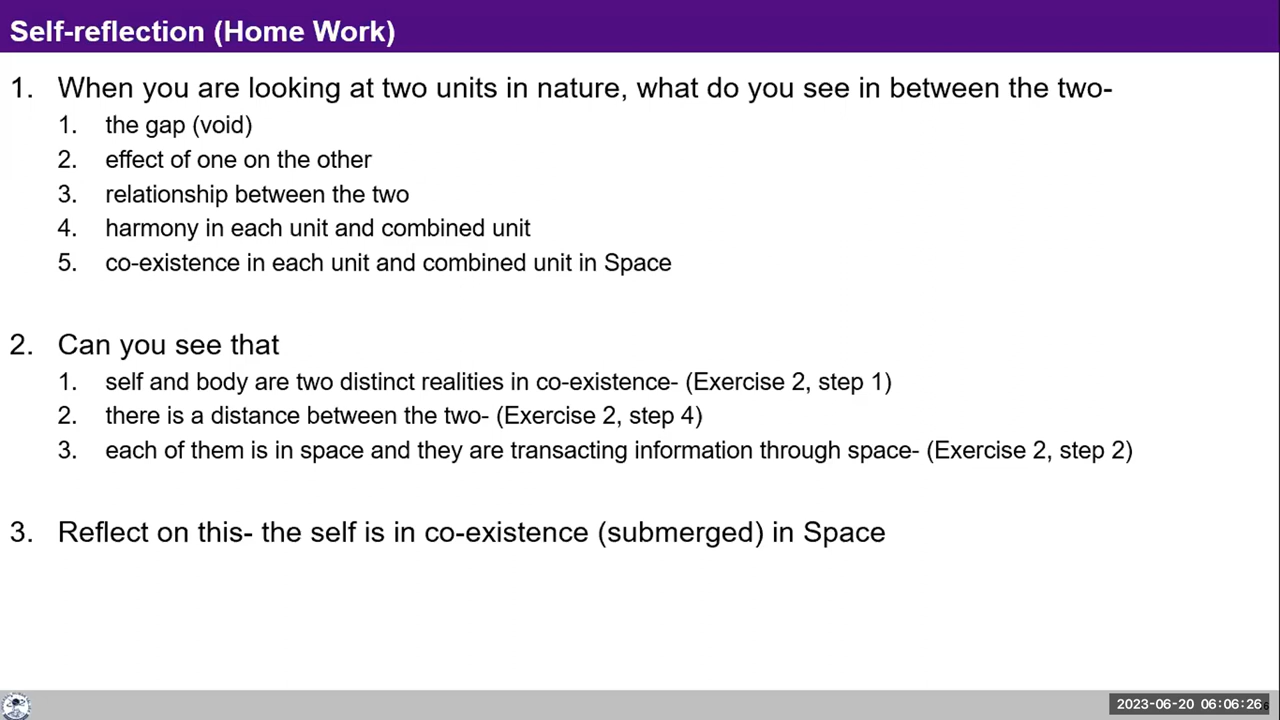 Self-reflection (Home Work)
1. When you are looking at two units in nature, what do you see in between the two-
1. the gap (void)
2. effect of one on the other
3. relationship between the two
4. harmony in each unit and combined unit
5. co-existence in each unit and combined unit in Space
2. Can you see that
1. self and body are two distinct realities in co-existence- (Exercise 2, step 1)
2. there is a distance between the two- (Exercise 2, step 4)
3. each of them is in space and they are transacting information through space- (Exercise 2, step 2)
3. Reflect on this- the self is in co-existence (submerged) in Space
2023-06-20 06:06:26